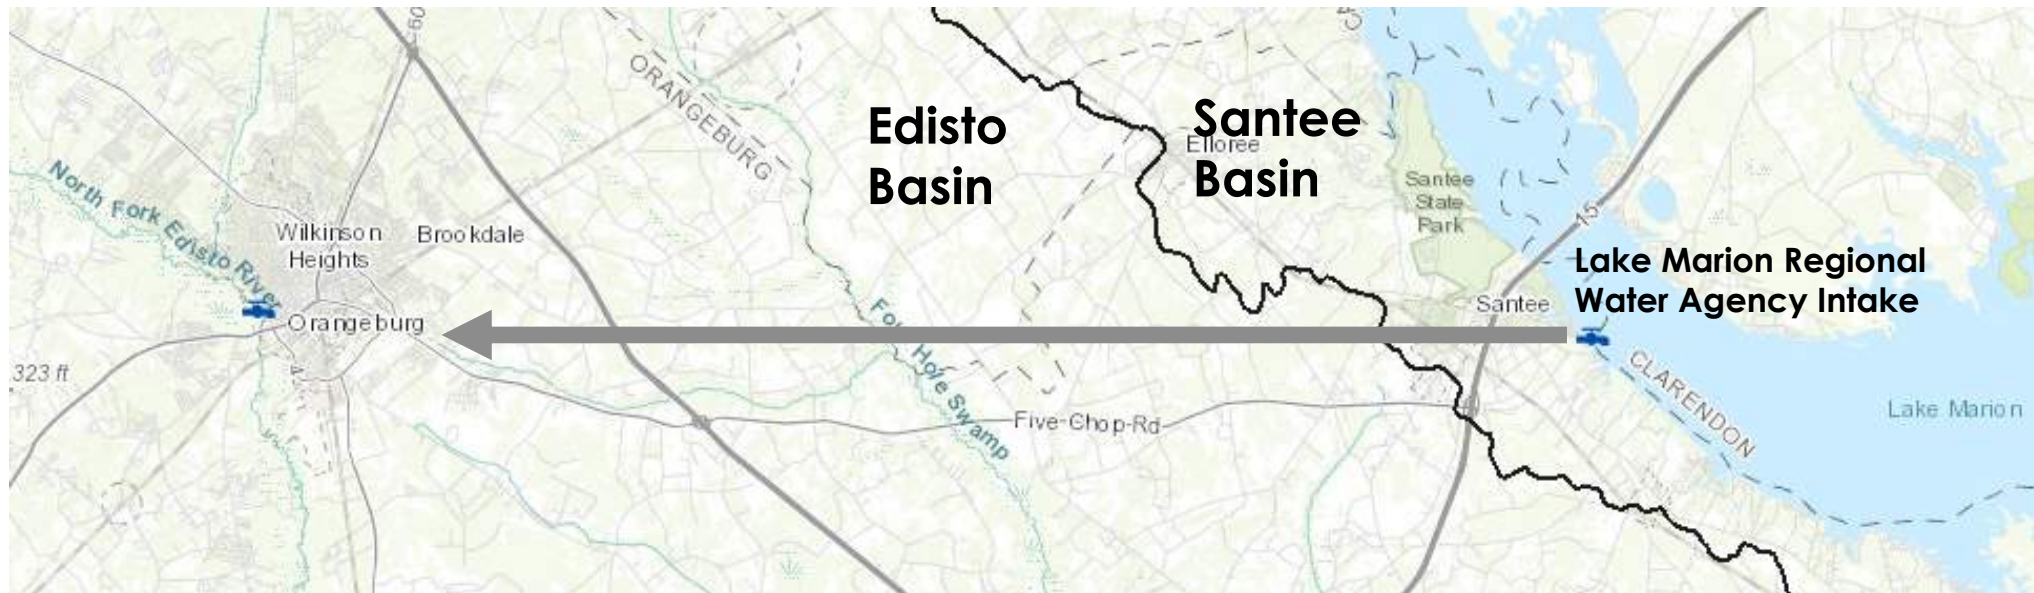 60
ORANGEBURG
Edisto
Basin
Santee
Basin
Elloree
Santee
State
Park
15
North Fork Edisto River
Wilkinson
Heights
Brookdale
Lake Marion Regional
Water Agency Intake
Santee
Orangeburg
Four Hole Swamp
323 ft
CLARENDON
Lake Marion
Five-Chop-Rd